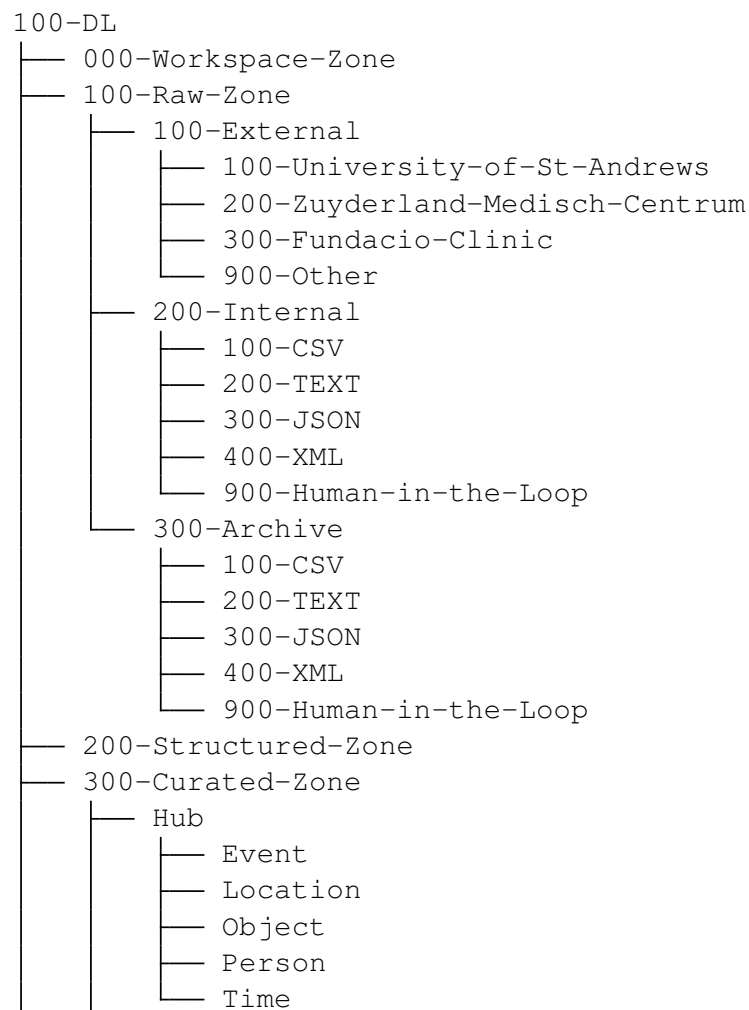 100-DL
├── 000-Workspace-Zone
├── 100-Raw-Zone
│   ├── 100-External
│   │   ├── 100-University-of-St-Andrews
│   │   ├── 200-Zuyderland-Medisch-Centrum
│   │   ├── 300-Fundacio-Clinic
│   │   └── 900-Other
│   ├── 200-Internal
│   │   ├── 100-CSV
│   │   ├── 200-TEXT
│   │   ├── 300-JSON
│   │   ├── 400-XML
│   │   └── 900-Human-in-the-Loop
│   └── 300-Archive
│       ├── 100-CSV
│       ├── 200-TEXT
│       ├── 300-JSON
│       ├── 400-XML
│       └── 900-Human-in-the-Loop
├── 200-Structured-Zone
├── 300-Curated-Zone
│   ├── Hub
│   │   ├── Event
│   │   ├── Location
│   │   ├── Object
│   │   ├── Person
│   │   └── Time